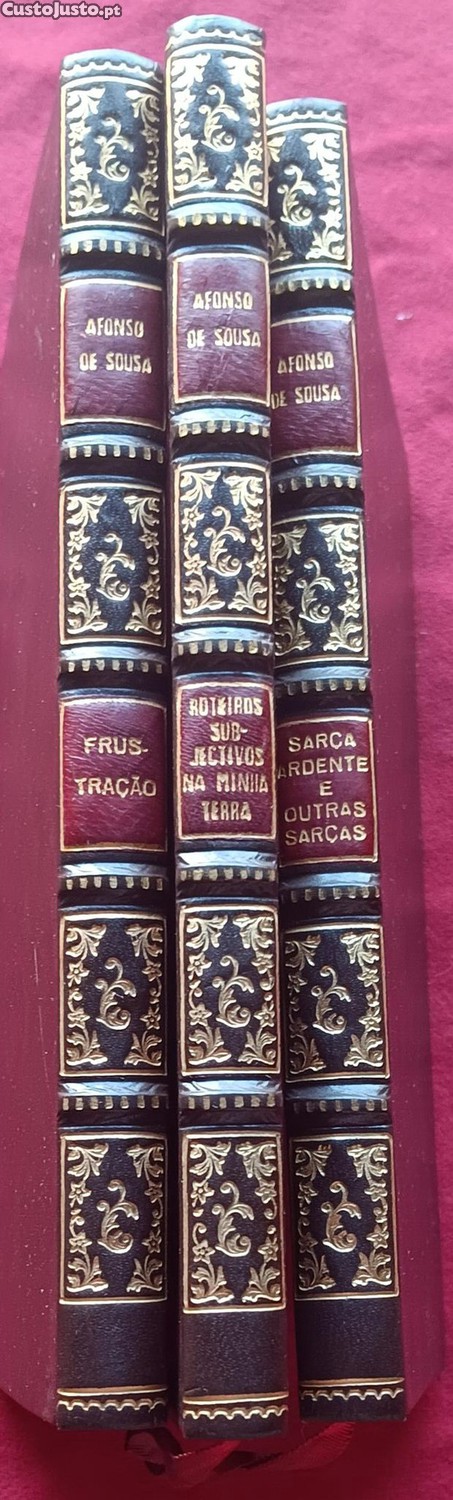 CustoJusto.pt
AFONSO
DE SOUSA
FRUS-
TRAÇÃO
AFONSO
DE SOUSA
ROTEIROS
SUB-
JECTIVOS
NA MINHA
TERRA
AFONSO
DE SOUSA
SARÇA
ARDENTE
E
OUTRAS
SARÇAS